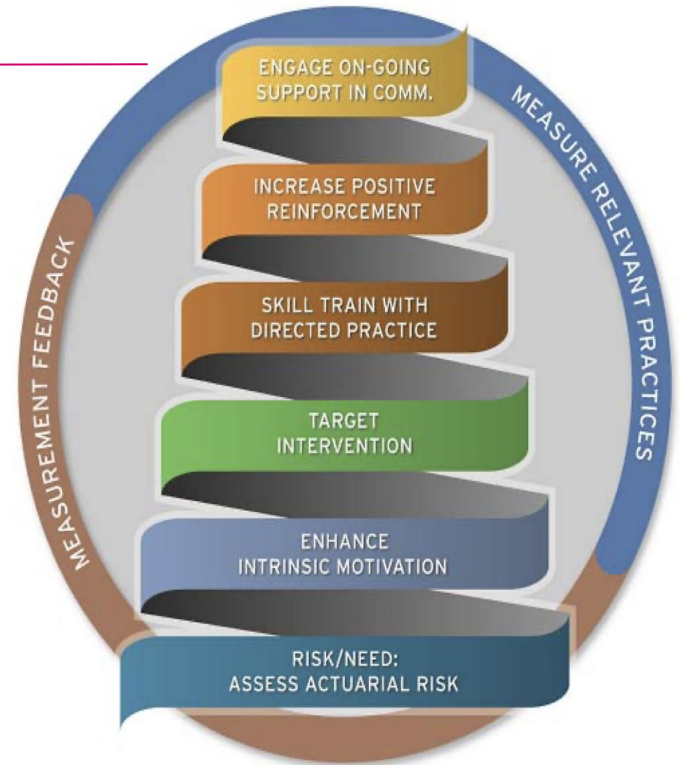 ENGAGE ON-GOING
SUPPORT IN COMM.
MEASURE RELEVANT PRACTICES
INCREASE POSITIVE
REINFORCEMENT
MEASUREMENT FEEDBACK
SKILL TRAIN WITH
DIRECTED PRACTICE
TARGET
INTERVENTION
ENHANCE
INTRINSIC MOTIVATION
RISK/NEED:
ASSESS ACTUARIAL RISK